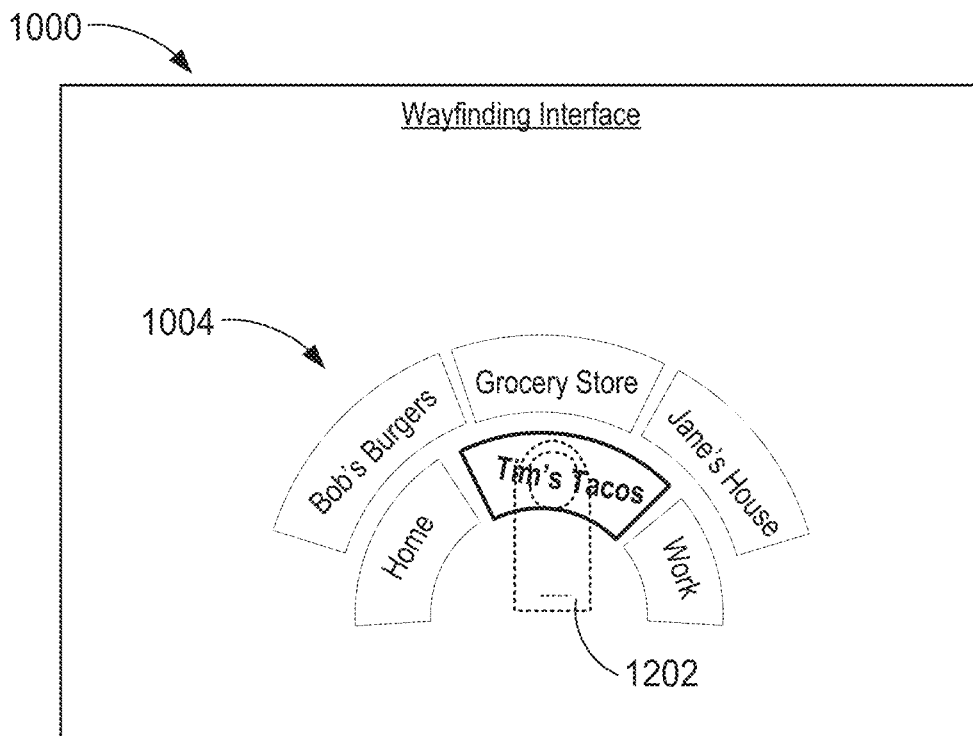 1000
Wayfinding Interface
1004
Bob's Burgers
Grocery Store
Jane's House
Home
Tim's Tacos
Work
1202